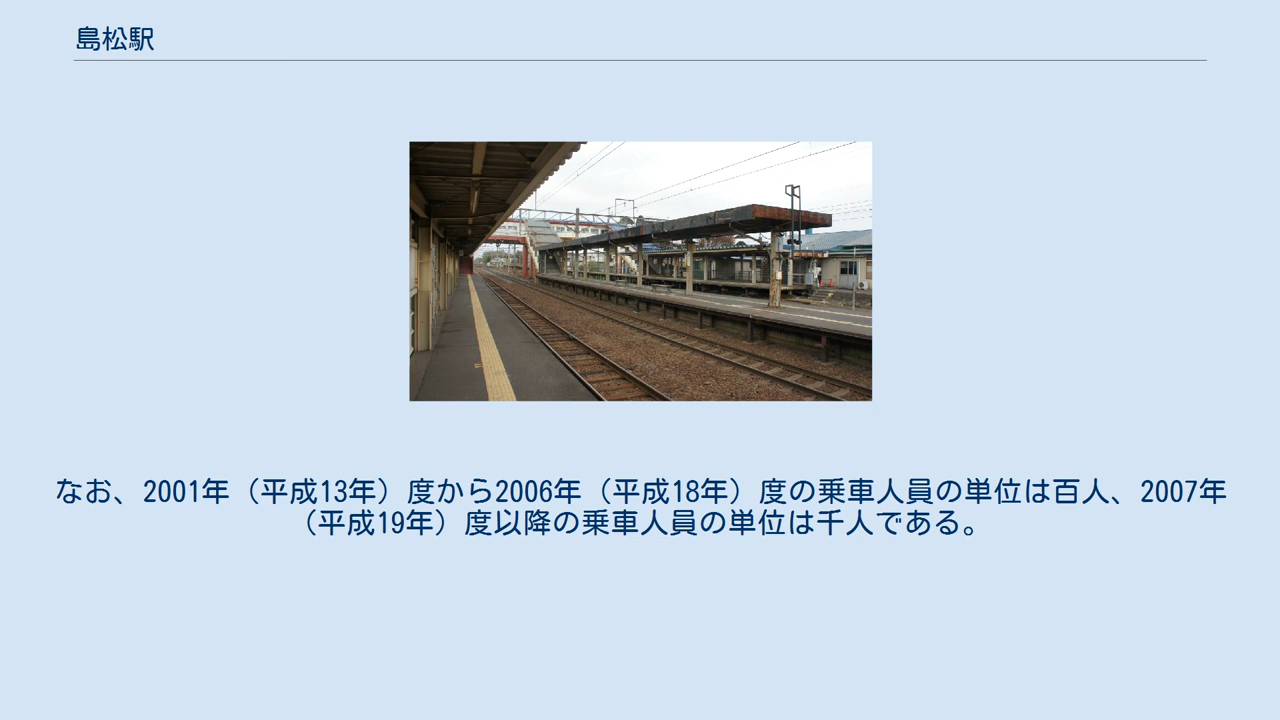 島松駅
なお、2001年（平成13年）度から2006年（平成18年）度の乗車人員の単位は百人、2007年
（平成19年）度以降の乗車人員の単位は千人である。